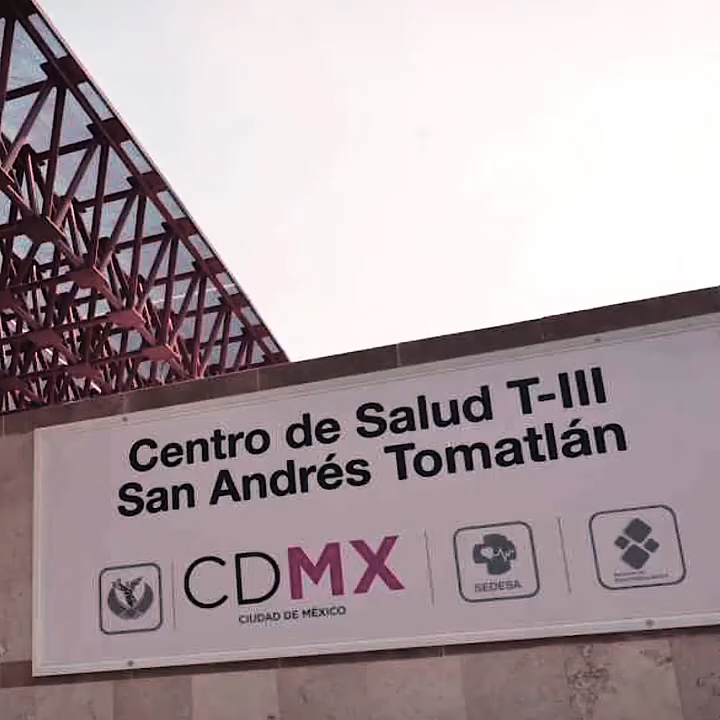 Centro de Salud T-III
San Andrés Tomatlán
CDMX
CIUDAD DE MÉXICO
SEDESA